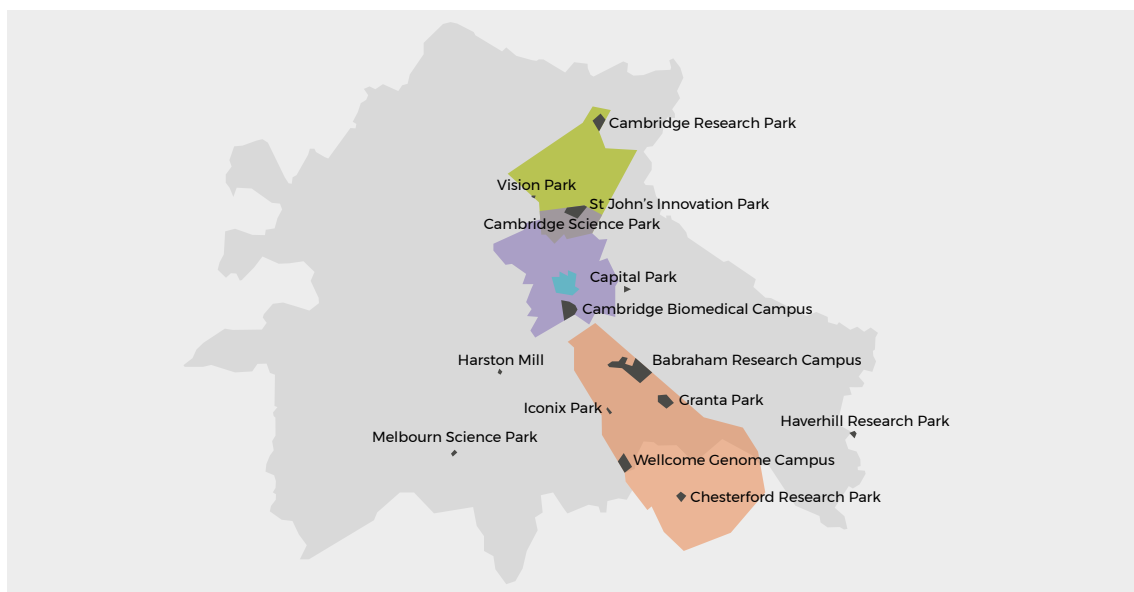 Cambridge Research Park
Vision Park
St John’s Innovation Park
Cambridge Science Park
Capital Park
Cambridge Biomedical Campus
Harston Mill
Babraham Research Campus
Granta Park
Iconix Park
Haverhill Research Park
Melbourn Science Park
Wellcome Genome Campus
Chesterford Research Park